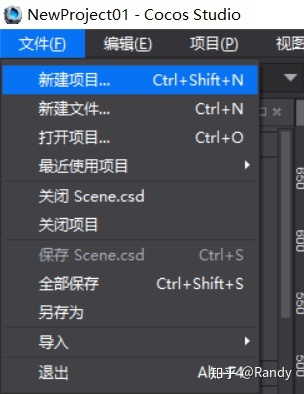 NewProject01 - Cocos Studio
文件(F) 编辑(E) 项目(P) 视图
新建项目... Ctrl+Shift+N
新建文件... Ctrl+N
打开项目... Ctrl+O
最近使用项目
关闭 Scene.csd
关闭项目
保存 Scene.csd Ctrl+S
全部保存 Ctrl+Shift+S
另存为
导入
退出 Alt+F4
知乎 @Randy
650
600
550
500